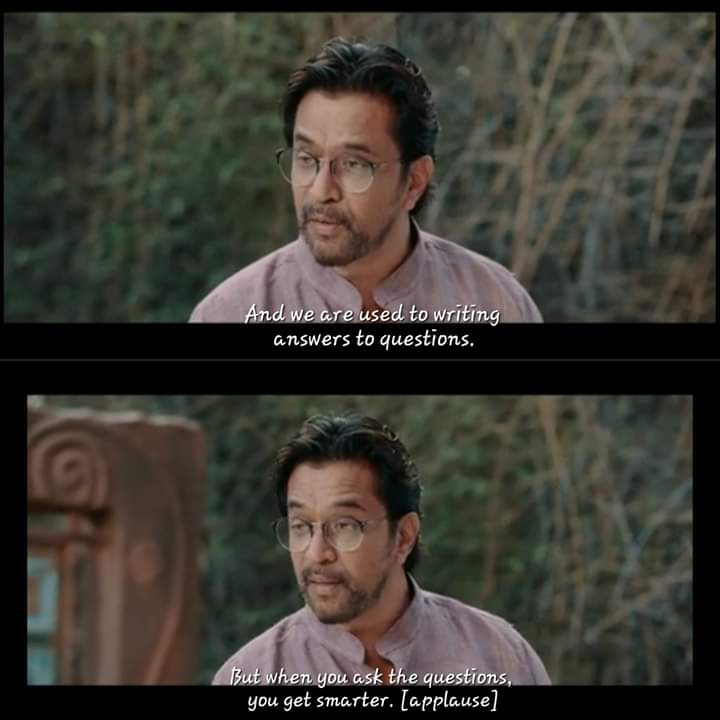 And we are used to writing
answers to questions.
But when you ask the questions,
you get smarter. [applause]